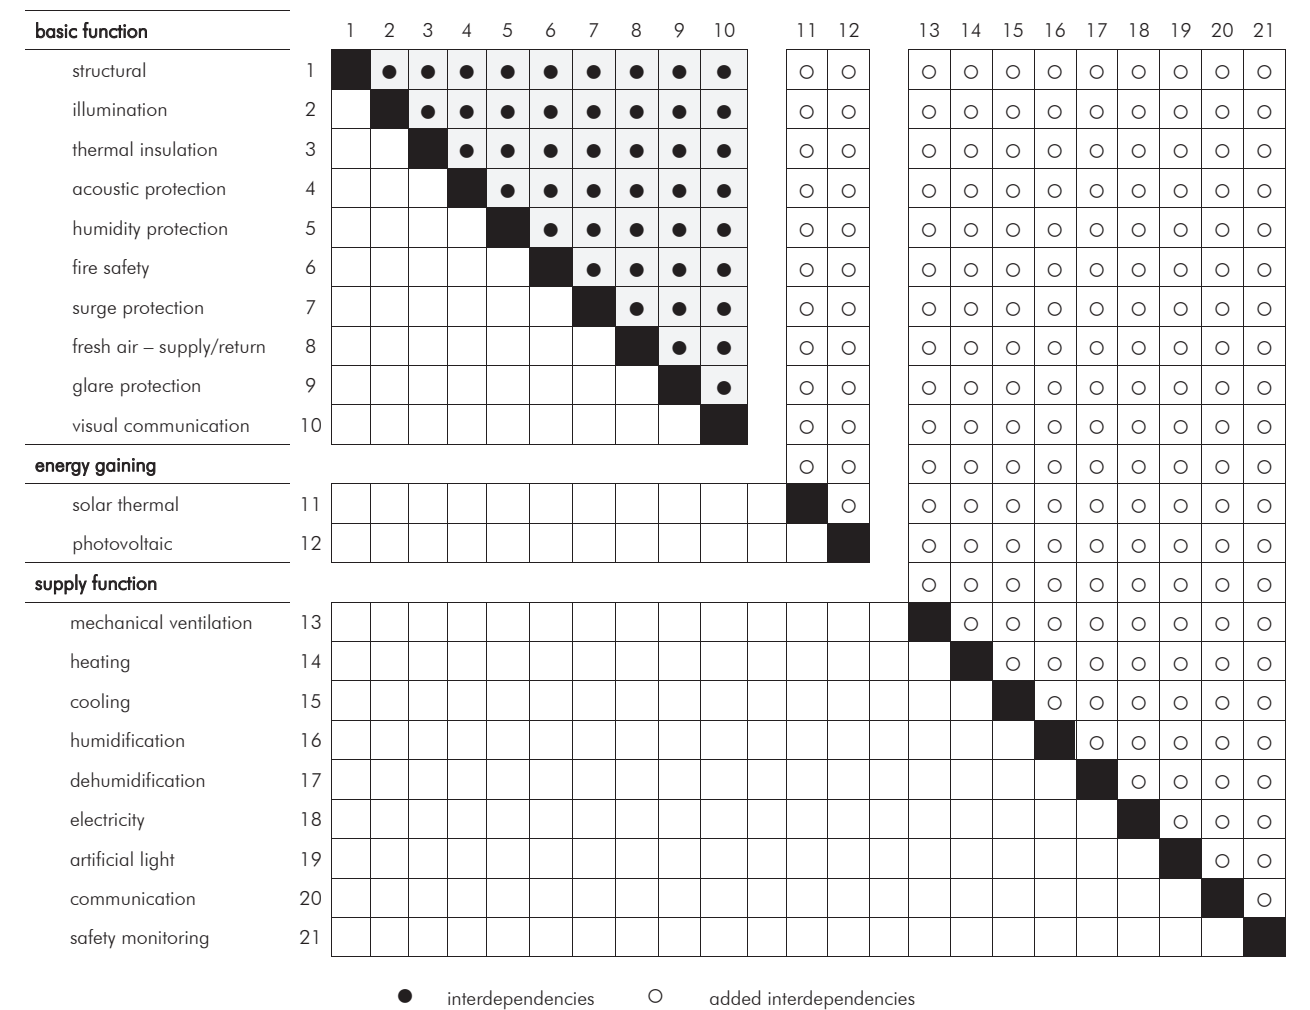 basic function 1 2 3 4 5 6 7 8 9 10 11 12 13 14 15 16 17 18 19 20 21
structural 1
illumination 2
thermal insulation 3
acoustic protection 4
humidity protection 5
fire safety 6
surge protection 7
fresh air – supply/return 8
glare protection 9
visual communication 10
energy gaining
solar thermal 11
photovoltaic 12
supply function
mechanical ventilation 13
heating 14
cooling 15
humidification 16
dehumidification 17
electricity 18
artificial light 19
communication 20
safety monitoring 21
interdependencies added interdependencies